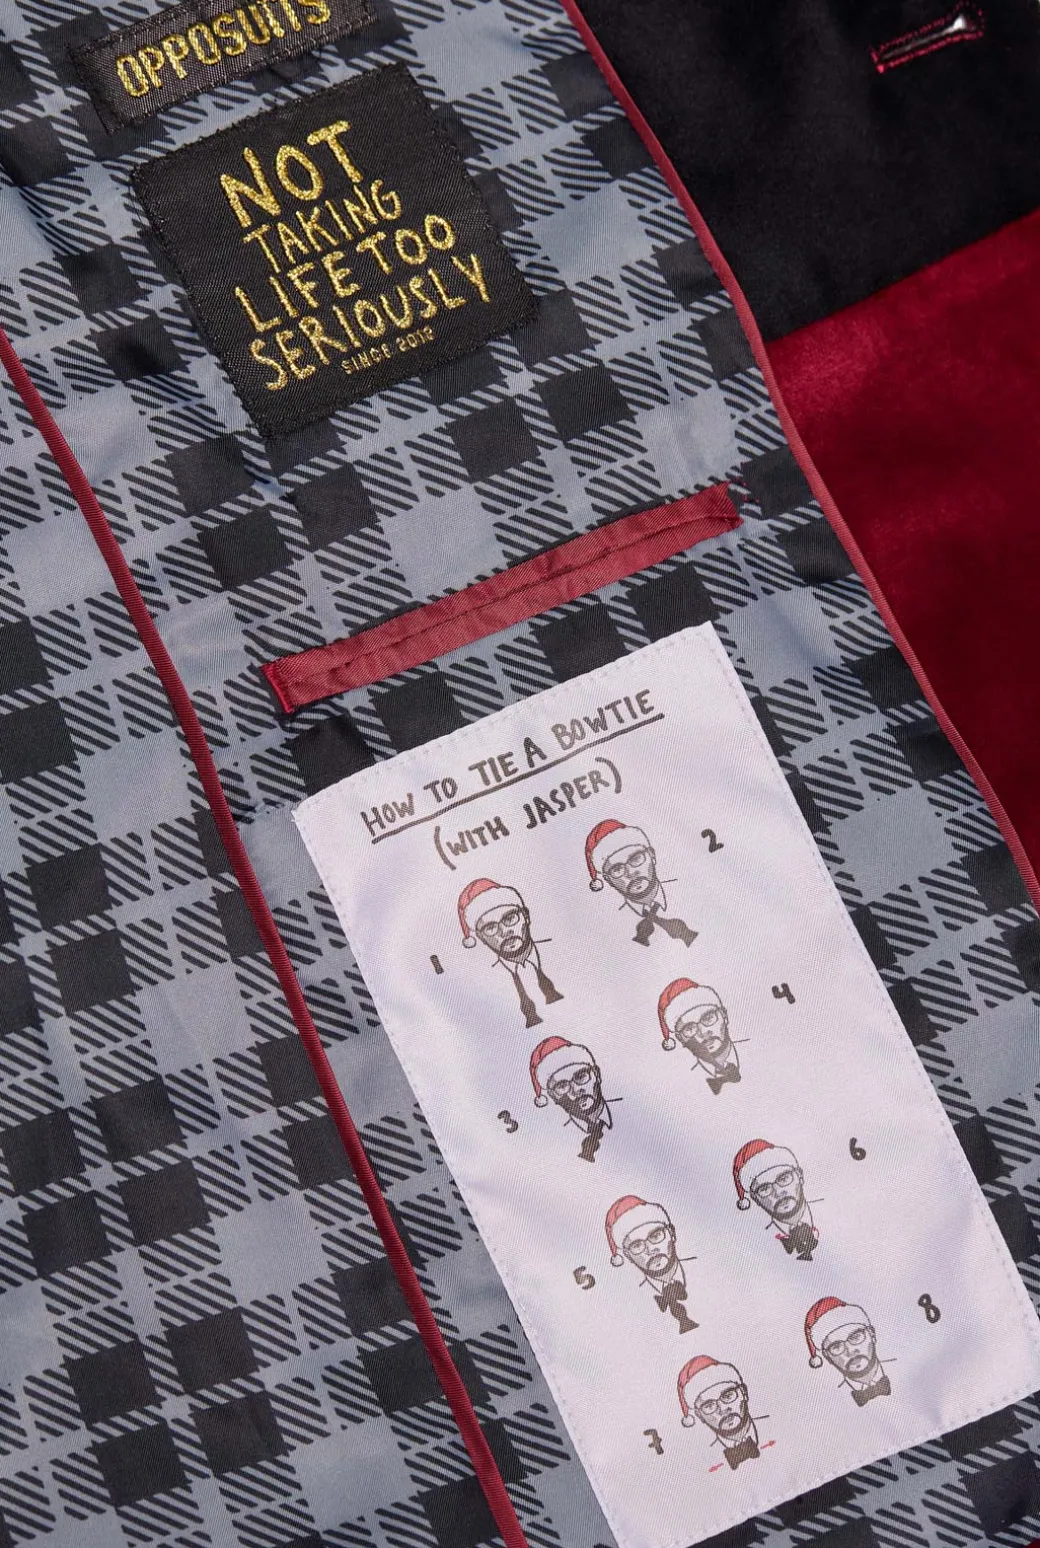 OPPOSUITS
NOT
TAKING
LIFE TOO
SERIOUSLY
SINCE 2012
HOW TO TIE A BOWTIE
(WITH JASPER)
1
2
3
4
5
6
7
8